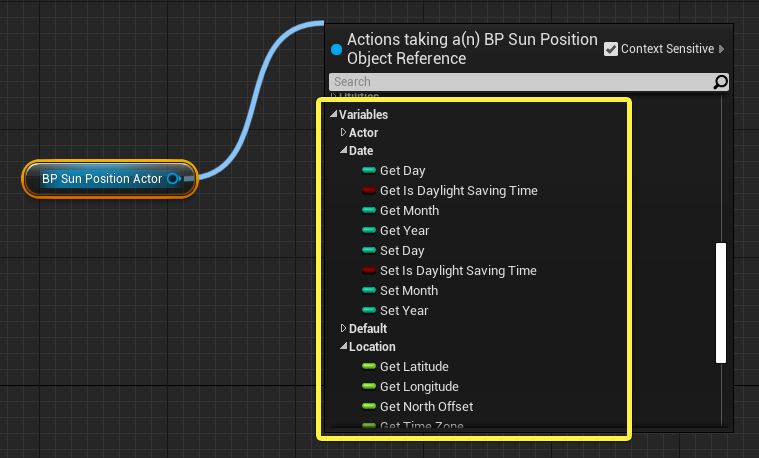 Actions taking a(n) BP Sun Position
Object Reference
Context Sensitive
Search
Utilities
Variables
Actor
Date
BP Sun Position Actor
Get Day
Get Is Daylight Saving Time
Get Month
Get Year
Set Day
Set Is Daylight Saving Time
Set Month
Set Year
Default
Location
Get Latitude
Get Longitude
Get North Offset
Get Time Zone